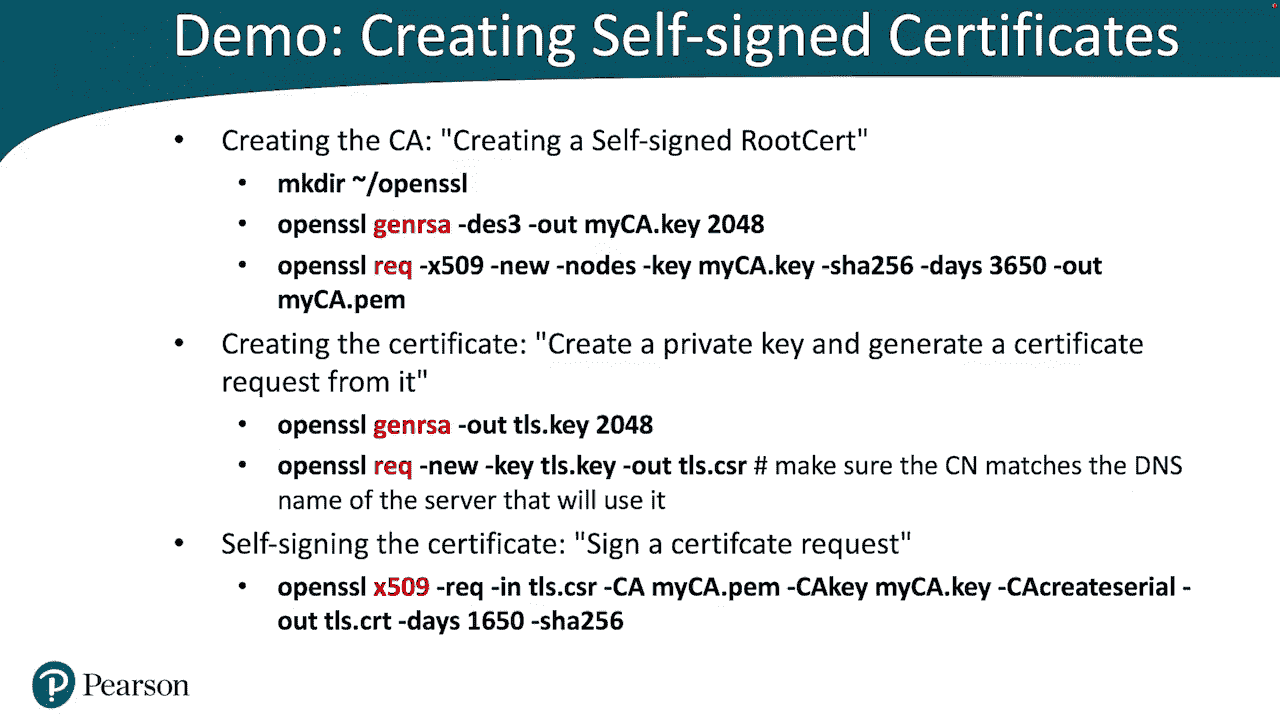 Demo: Creating Self-signed Certificates
• Creating the CA: "Creating a Self-signed RootCert"
• mkdir ~/openssl
• openssl genrsa -des3 -out myCA.key 2048
• openssl req -x509 -new -nodes -key myCA.key -sha256 -days 3650 -out
myCA.pem
• Creating the certificate: "Create a private key and generate a certificate
request from it"
• openssl genrsa -out tls.key 2048
• openssl req -new -key tls.key -out tls.csr # make sure the CN matches the DNS
name of the server that will use it
• Self-signing the certificate: "Sign a certifcate request"
• openssl x509 -req -in tls.csr -CA myCA.pem -CAkey myCA.key -CAcreateserial -
out tls.crt -days 1650 -sha256
Pearson